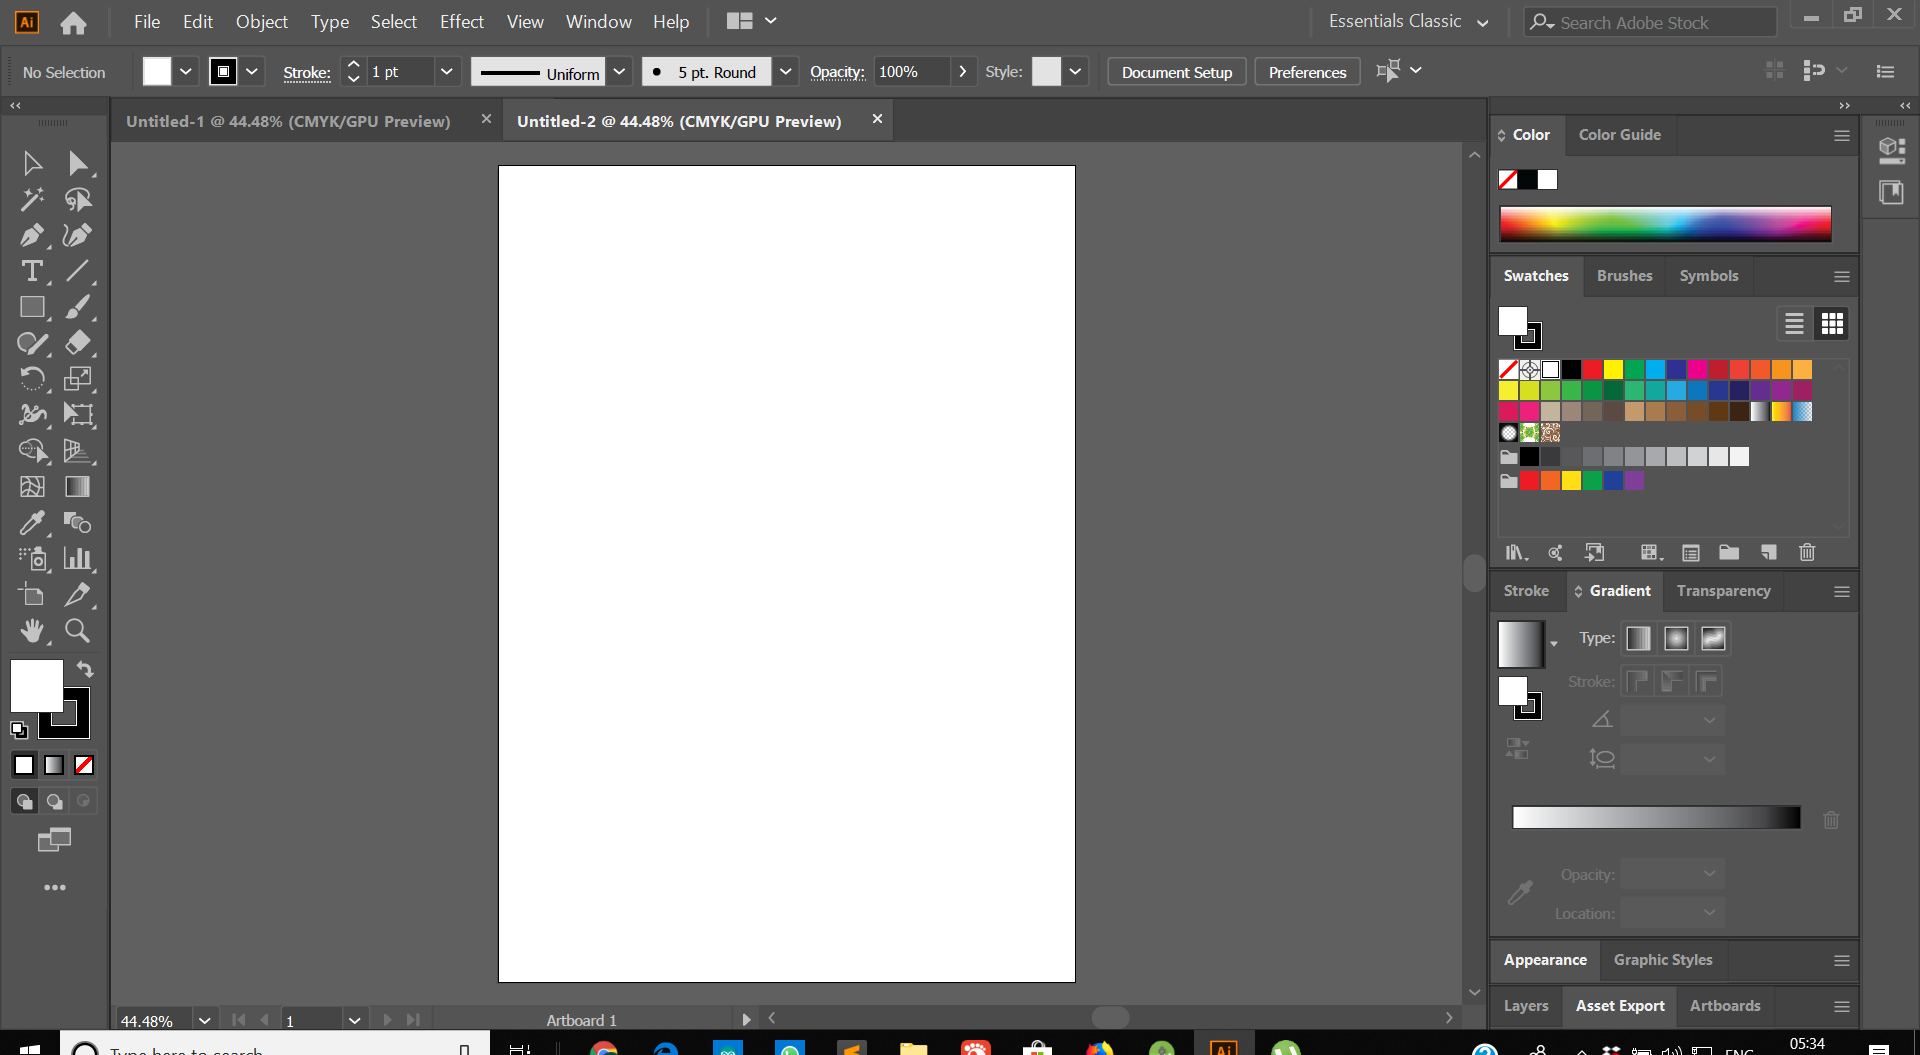 Ai File Edit Object Type Select Effect View Window Help Essentials Classic Search Adobe Stock
No Selection Stroke: 1 pt Uniform 5 pt. Round Opacity: 100% Style: Document Setup Preferences
Untitled-1 @ 44.48% (CMYK/GPU Preview) Untitled-2 @ 44.48% (CMYK/GPU Preview)
Color Color Guide
Swatches Brushes Symbols
Stroke Gradient Transparency
Type:
Stroke:
Opacity:
Location:
Appearance Graphic Styles
Layers Asset Export Artboards
44.48% 1 Artboard 1
Type here to search
Ai
ENG
05:34